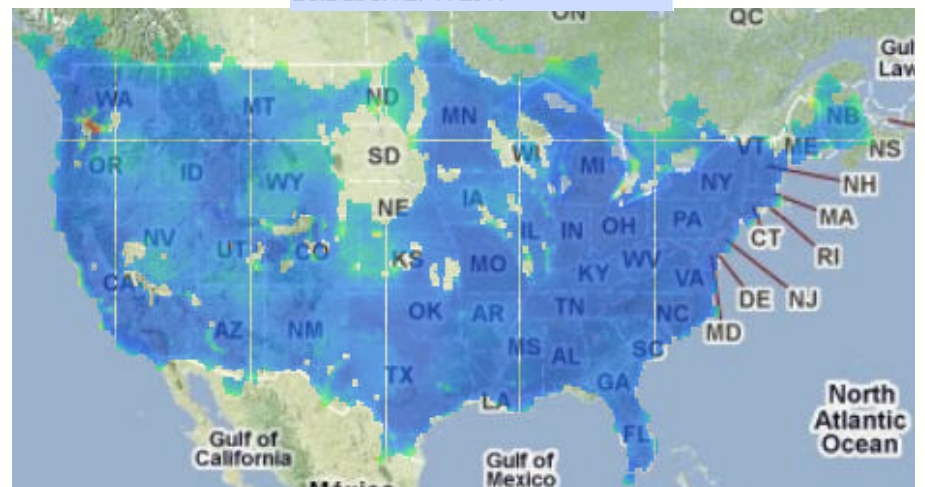 ON
QC
Gul
Law
WA
MT
ND
MN
NB
OR
ID
SD
WI
MI
VT
ME
NS
WY
NE
IA
NY
NH
NV
UT
CO
KS
IL
IN
OH
PA
MA
CT
RI
CA
MO
KY
WV
VA
DE
NJ
AZ
NM
OK
AR
TN
NC
MD
TX
MS
AL
SC
GA
LA
FL
North
Atlantic
Ocean
Gulf of
California
Gulf of
Mexico
México